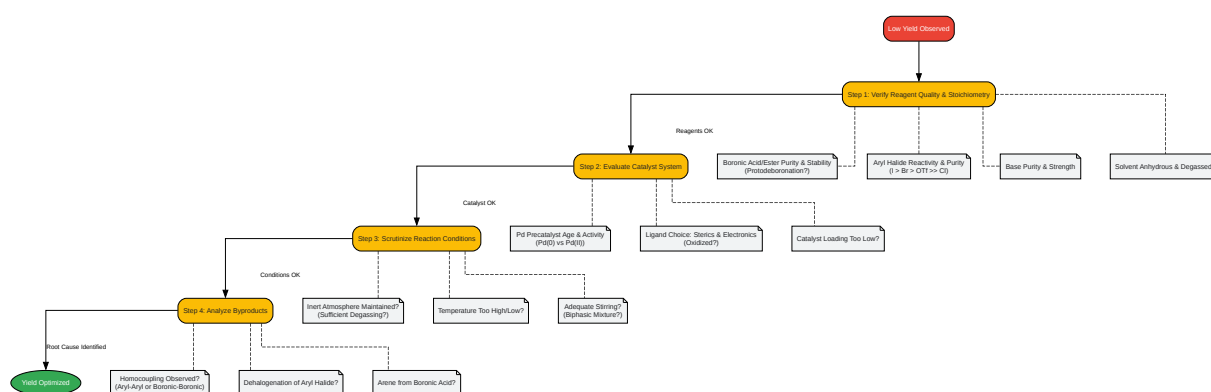 Low Yield Observed
Step 1: Verify Reagent Quality & Stoichiometry
Reagents OK
Step 2: Evaluate Catalyst System
Boronic Acid/Ester Purity & Stability
(Protodeboronation?)
Aryl Halide Reactivity & Purity
(I > Br > OTf >> Cl)
Base Purity & Strength
Solvent Anhydrous & Degassed
Catalyst OK
Step 3: Scrutinize Reaction Conditions
Pd Precatalyst Age & Activity
(Pd(0) vs Pd(II))
Ligand Choice: Sterics & Electronics
(Oxidized?)
Catalyst Loading Too Low?
Conditions OK
Step 4: Analyze Byproducts
Inert Atmosphere Maintained?
(Sufficient Degassing?)
Temperature Too High/Low?
Adequate Stirring?
(Biphasic Mixture?)
Root Cause Identified
Yield Optimized
Homocoupling Observed?
(Aryl-Aryl or Boronic-Boronic)
Dehalogenation of Aryl Halide?
Arene from Boronic Acid?